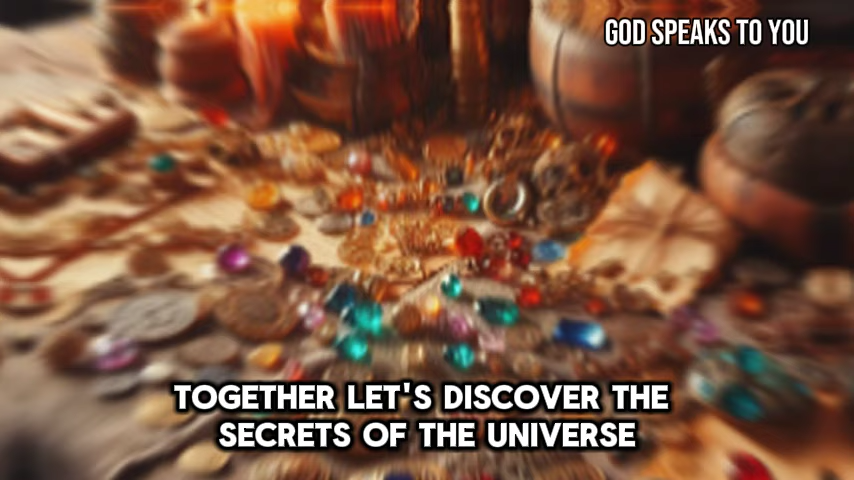 GOD SPEAKS TO YOU
TOGETHER LET'S DISCOVER THE
SECRETS OF THE UNIVERSE